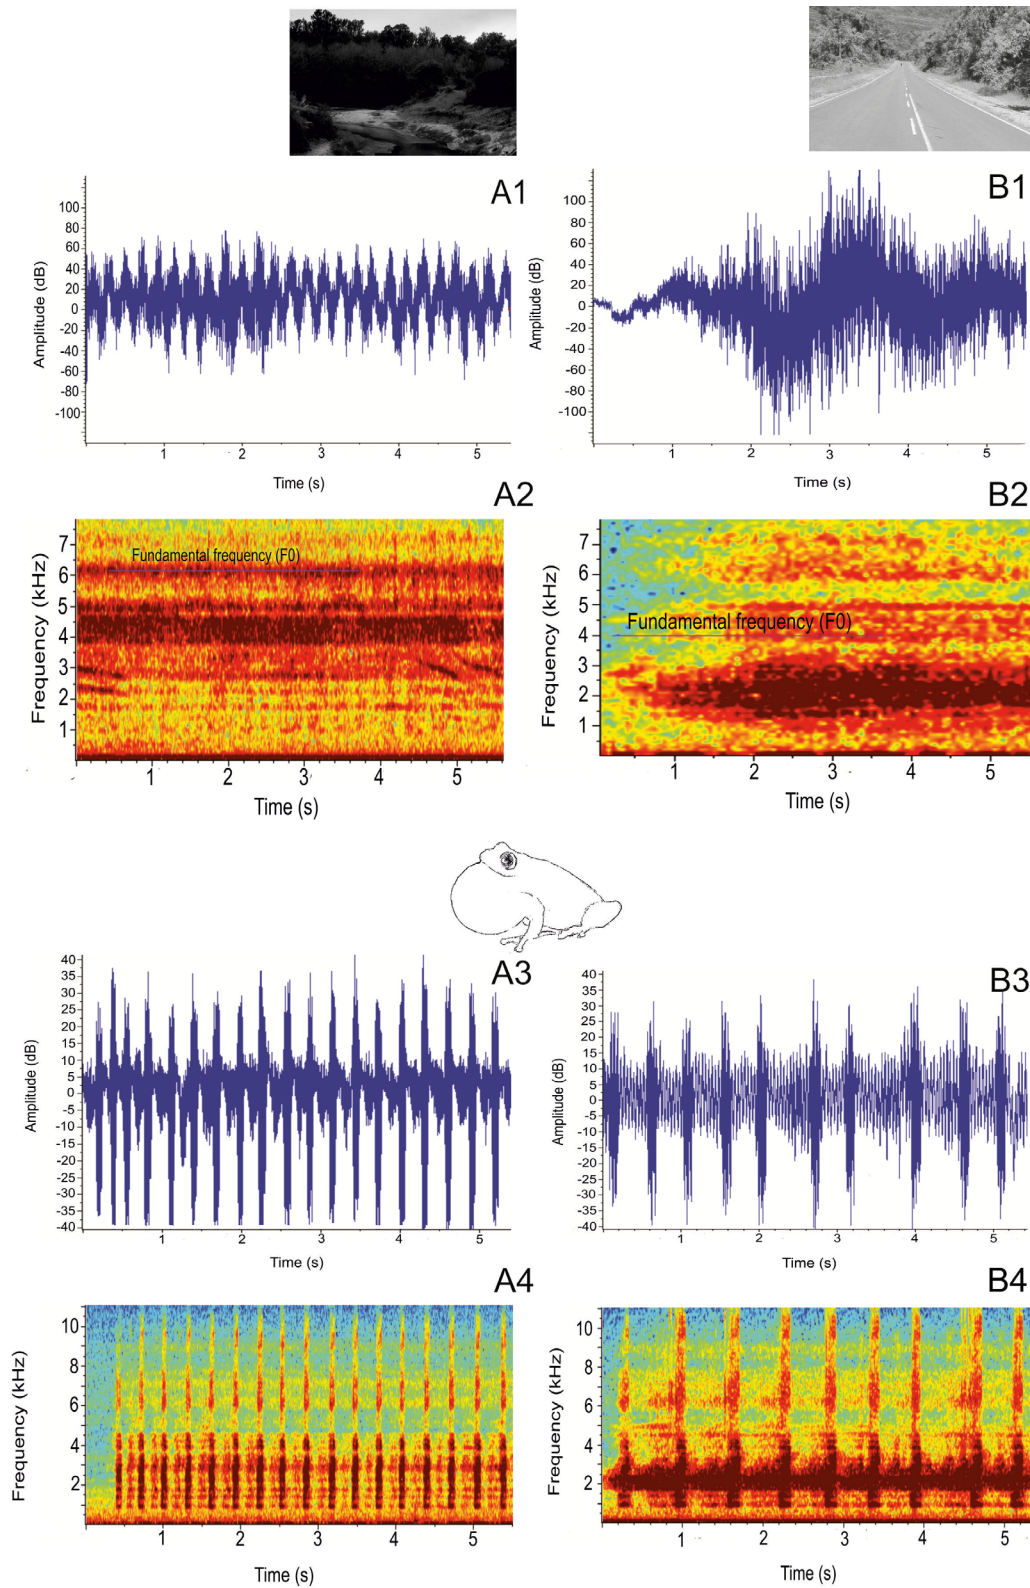 A1
B1
100
80
60
40
20
0
-20
-40
-60
-80
-100
Amplitude (dB)
1 2 3 4 5
Time (s)
100
80
60
40
20
0
-20
-40
-60
-80
-100
Amplitude (dB)
1 2 3 4 5
Time (s)
A2
B2
Fundamental frequency (F0)
7
6
5
4
3
2
1
Frequency (kHz)
1 2 3 4 5
Time (s)
Fundamental frequency (F0)
7
6
5
4
3
2
1
Frequency (kHz)
1 2 3 4 5
Time (s)
A3
B3
40
35
30
25
20
15
10
5
0
-5
-10
-15
-20
-25
-30
-35
-40
Amplitude (dB)
1 2 3 4 5
Time (s)
40
35
30
25
20
15
10
5
0
-5
-10
-15
-20
-25
-30
-35
-40
Amplitude (dB)
1 2 3 4 5
Time (s)
A4
B4
10
8
6
4
2
Frequency (kHz)
1 2 3 4 5
Time (s)
10
8
6
4
2
Frequency (kHz)
1 2 3 4 5
Time (s)